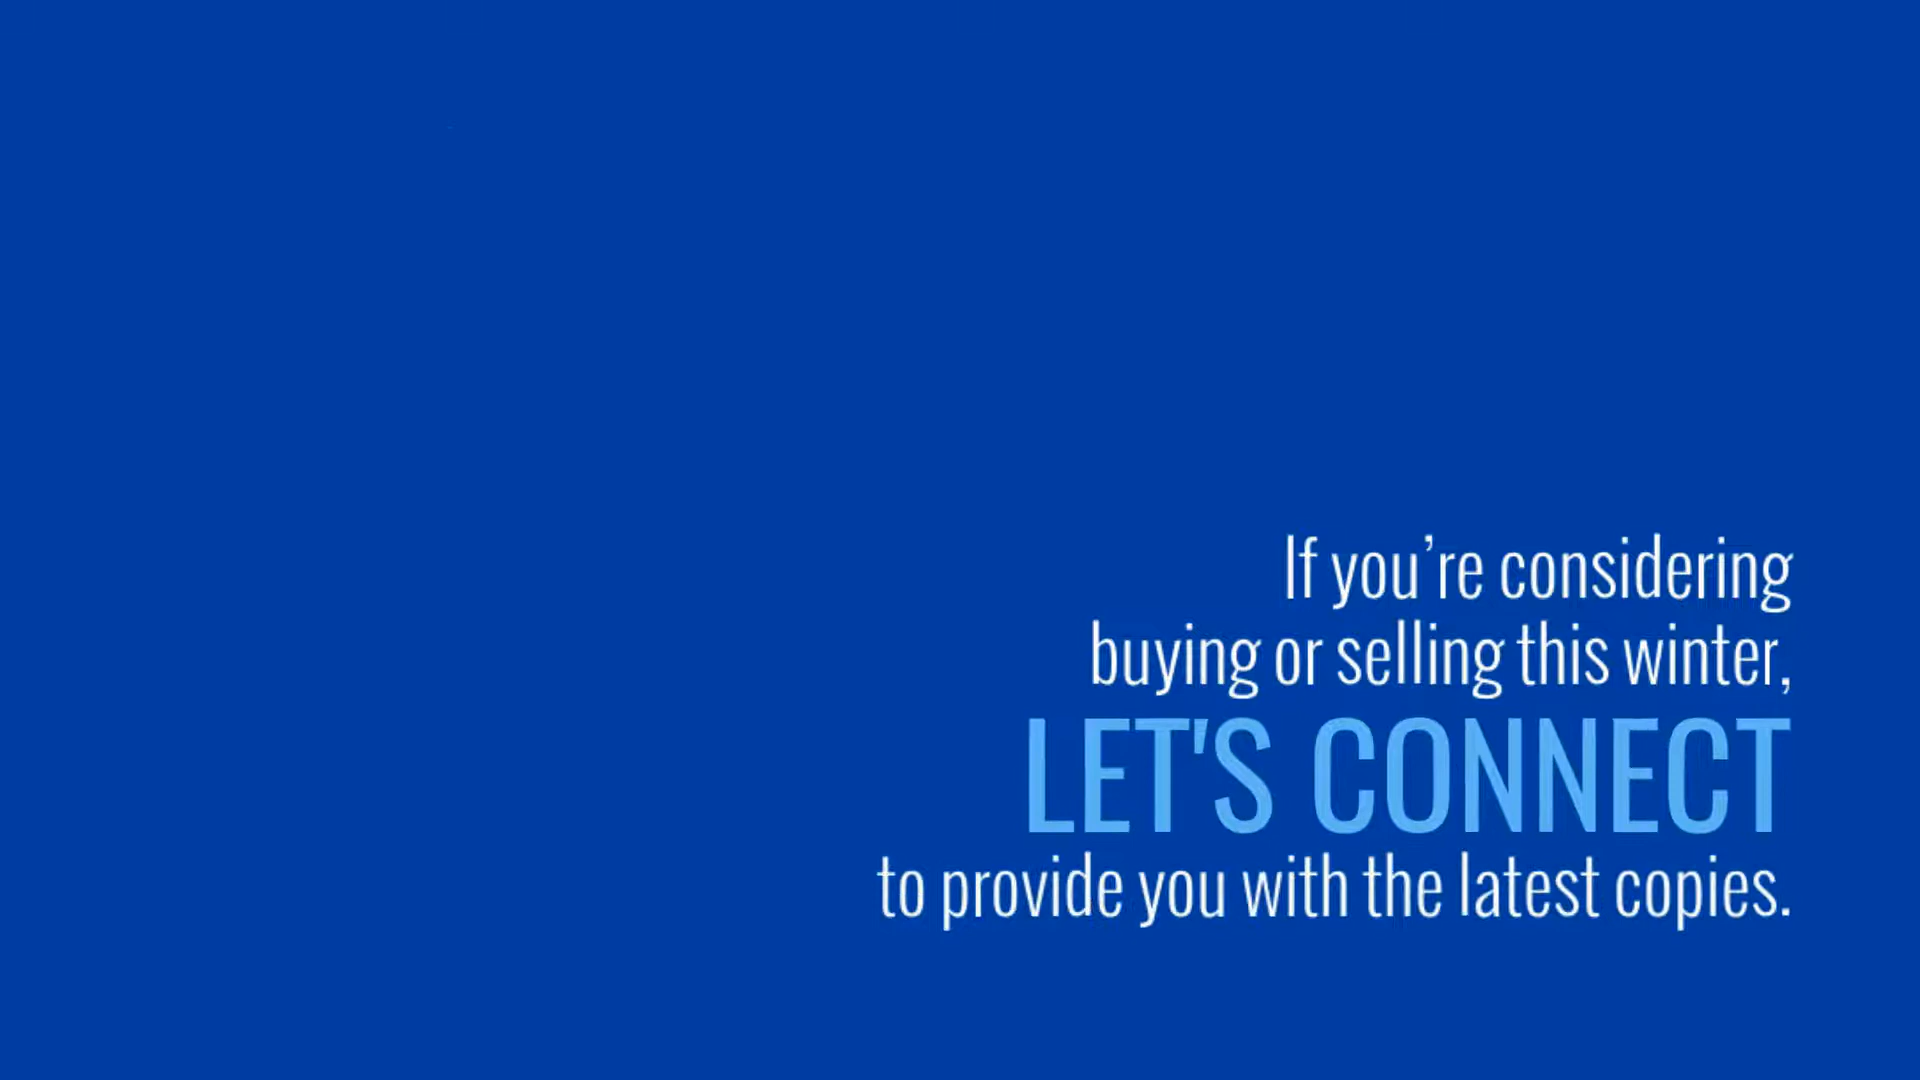 If you’re considering
buying or selling this winter,
LET'S CONNECT
to provide you with the latest copies.